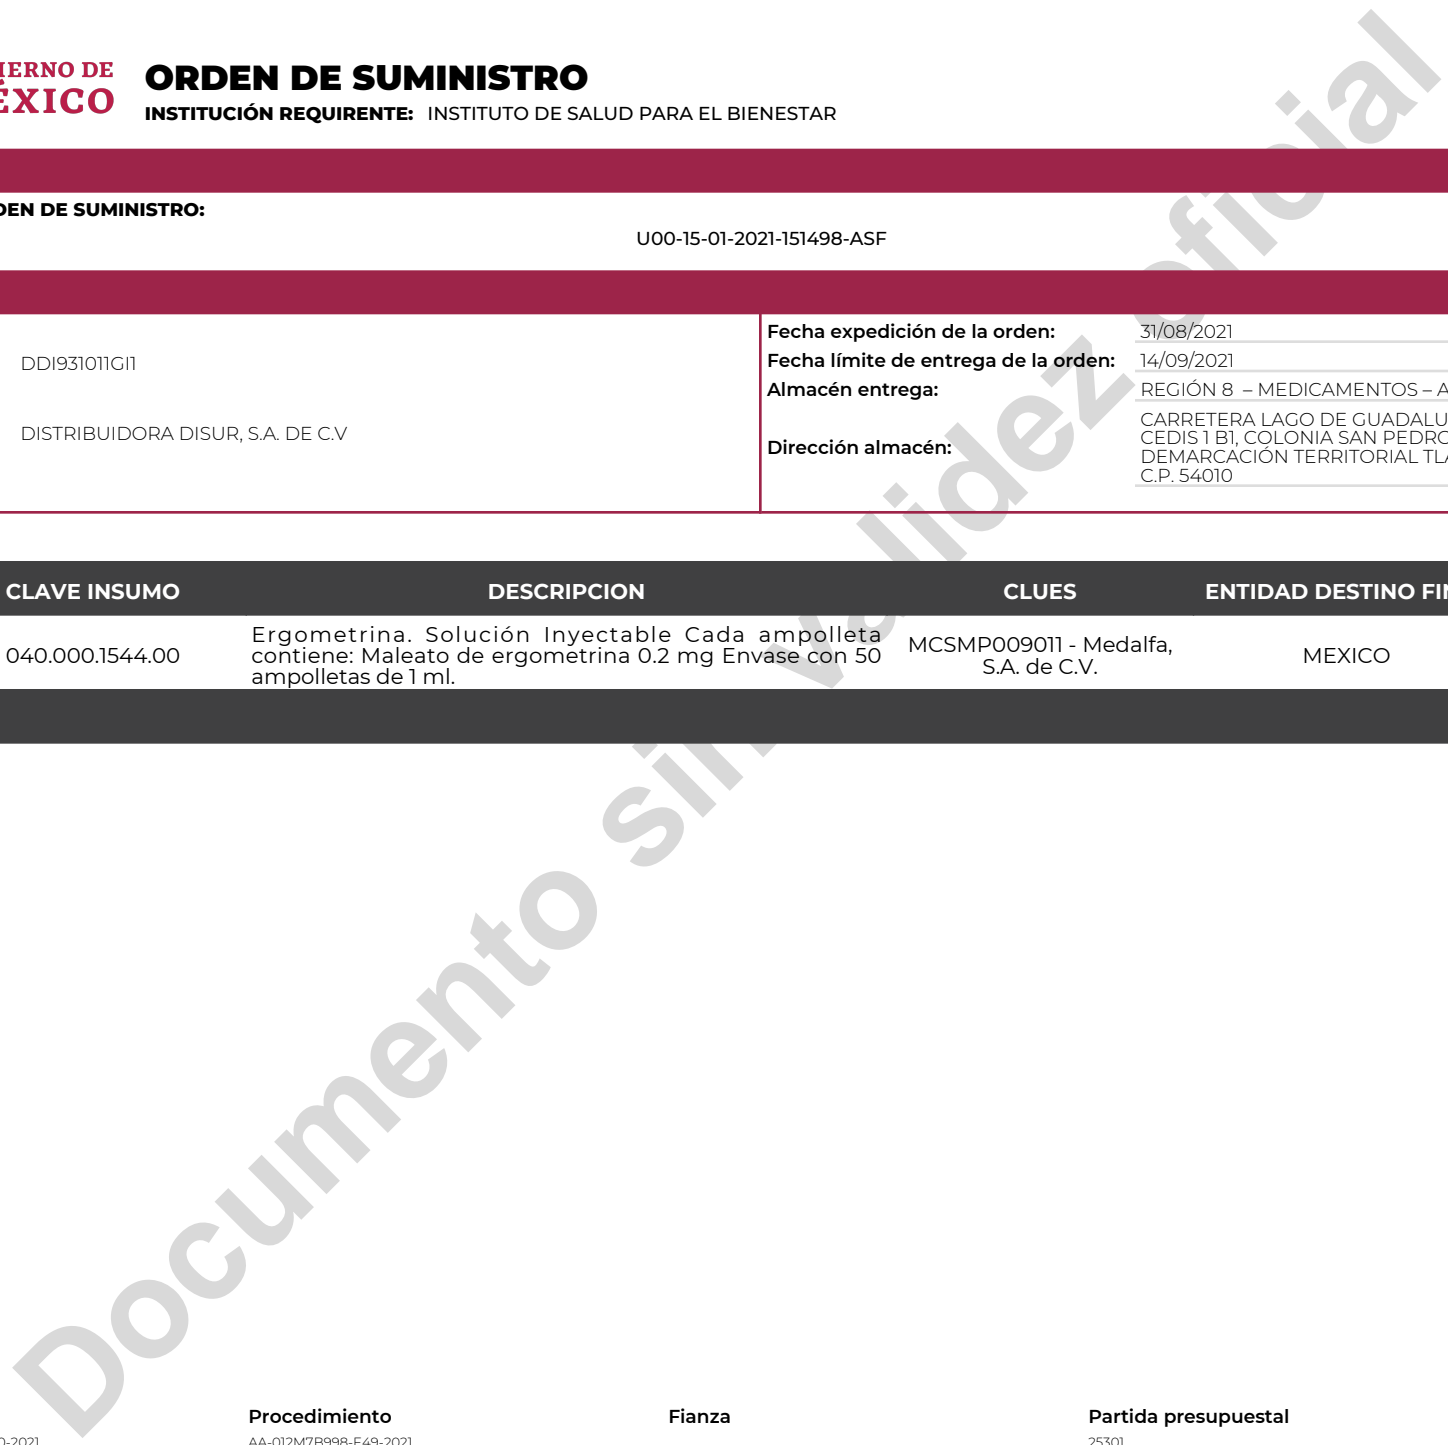 IERNO DE
ÉXICO
ORDEN DE SUMINISTRO
INSTITUCIÓN REQUIRENTE: INSTITUTO DE SALUD PARA EL BIENESTAR
DEN DE SUMINISTRO:
U00-15-01-2021-151498-ASF
DDI931011GI1
DISTRIBUIDORA DISUR, S.A. DE C.V
Fecha expedición de la orden: 31/08/2021
Fecha límite de entrega de la orden: 14/09/2021
Almacén entrega: REGIÓN 8 – MEDICAMENTOS – A
Dirección almacén:
CARRETERA LAGO DE GUADALU
CEDIS 1 B1, COLONIA SAN PEDRO
DEMARCACIÓN TERRITORIAL TLA
C.P. 54010
CLAVE INSUMO DESCRIPCION CLUES ENTIDAD DESTINO FIN
040.000.1544.00
Ergometrina. Solución Inyectable Cada ampolleta
contiene: Maleato de ergometrina 0.2 mg Envase con 50
ampolletas de 1 ml.
MCSMP009011 - Medalfa,
S.A. de C.V.
MEXICO
Documento sin validez oficial
Procedimiento Fianza Partida presupuestal
0-2021 AA-012M7B998-E49-2021 25301